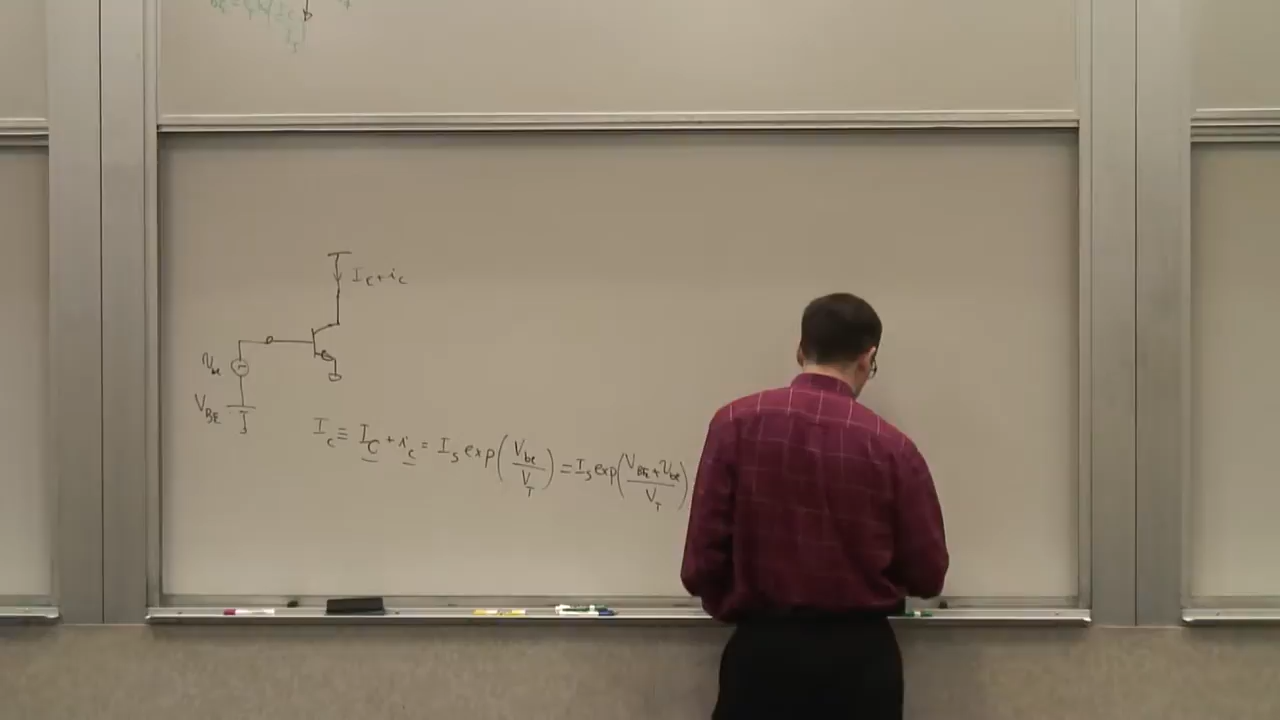 I_C + i_c
v_be
V_BE
I_c ≡ I_C + i_c = I_s exp(V_be / V_T) = I_s exp((V_BE + v_be) / V_T)